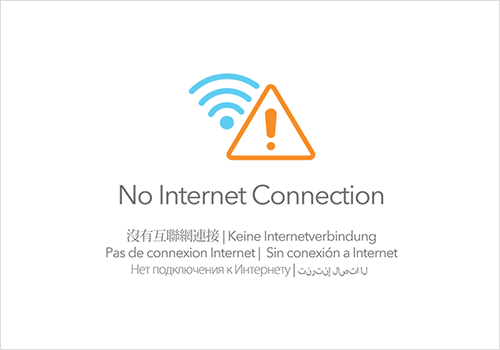 No Internet Connection
沒有互聯網連接 | Keine Internetverbindung
Pas de connexion Internet | Sin conexión a Internet
Нет подключения к Интернету | لا اتصال إنترنت